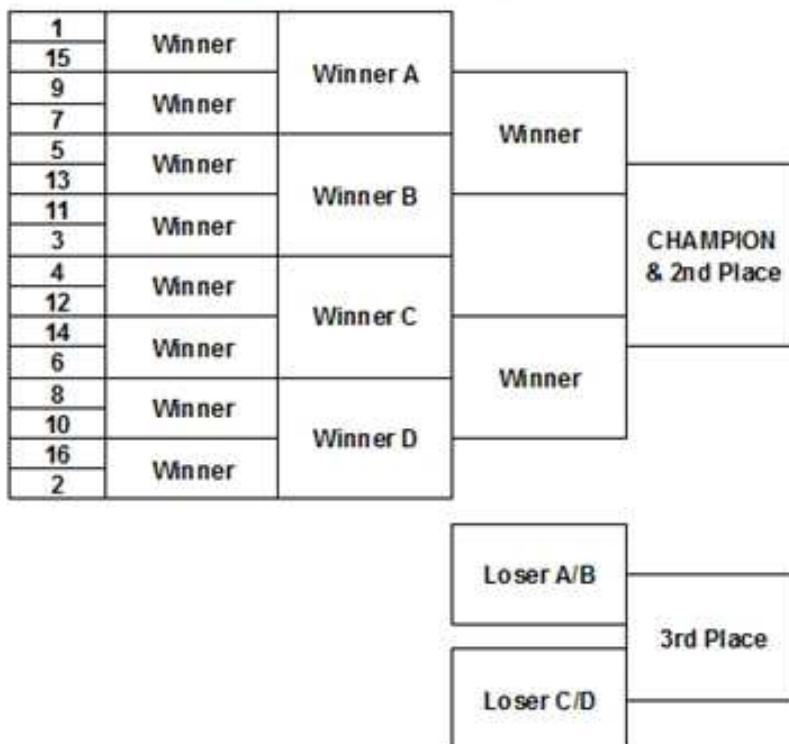 1
15
9
7
5
13
11
3
4
12
14
6
8
10
16
2
Winner
Winner
Winner
Winner
Winner
Winner
Winner
Winner
Winner A
Winner B
Winner C
Winner D
Winner
Winner
CHAMPION
& 2nd Place
Loser A/B
Loser C/D
3rd Place